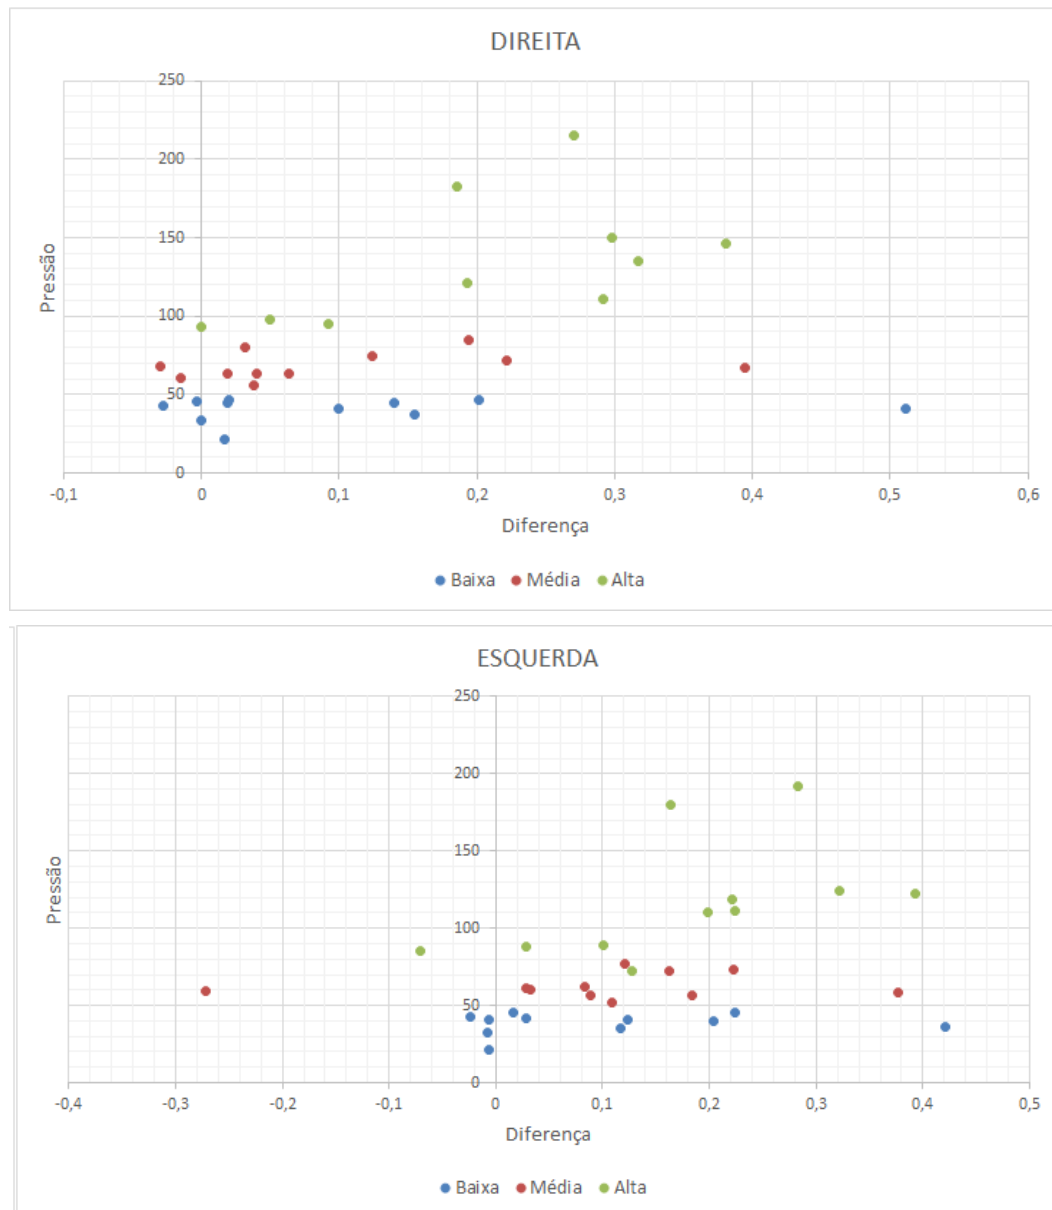 DIREITA
250
200
150
100
50
0
Pressão
-0,1 0 0,1 0,2 0,3 0,4 0,5 0,6
Diferença
Baixa Média Alta
ESQUERDA
250
200
150
100
50
0
Pressão
-0,4 -0,3 -0,2 -0,1 0 0,1 0,2 0,3 0,4 0,5
Diferença
Baixa Média Alta